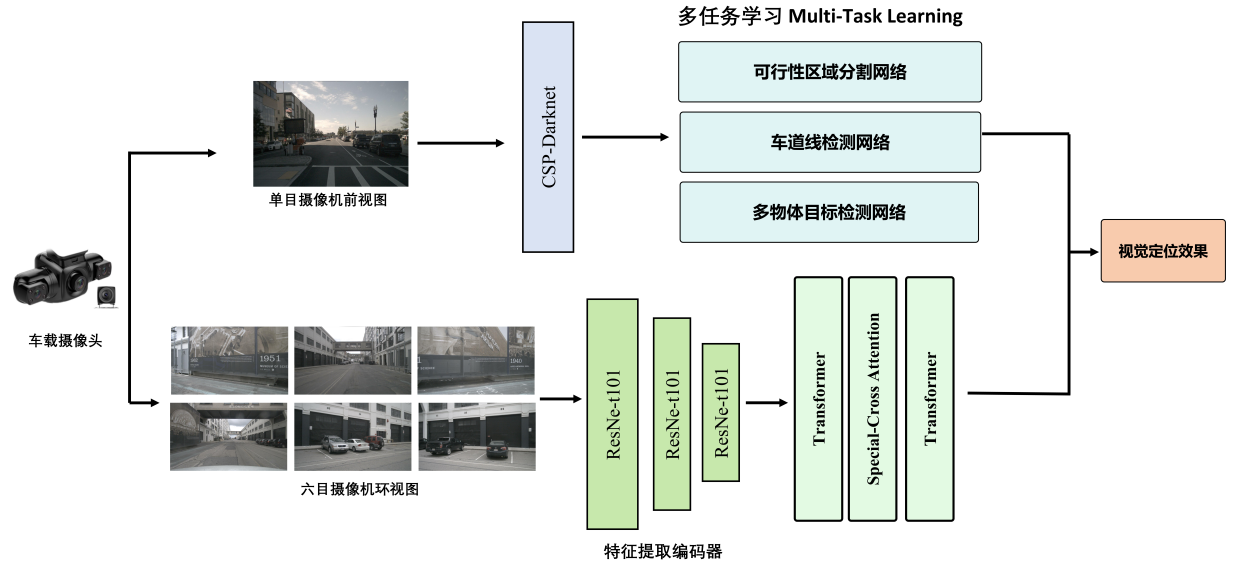 多任务学习 Multi-Task Learning
可行性区域分割网络
车道线检测网络
多物体目标检测网络
CSP-Darknet
单目摄像机前视图
视觉定位效果
车载摄像头
1951
1940
六目摄像机环视图
ResNe-t101
ResNe-t101
ResNe-t101
Transformer
Special-Cross Attention
Transformer
特征提取编码器